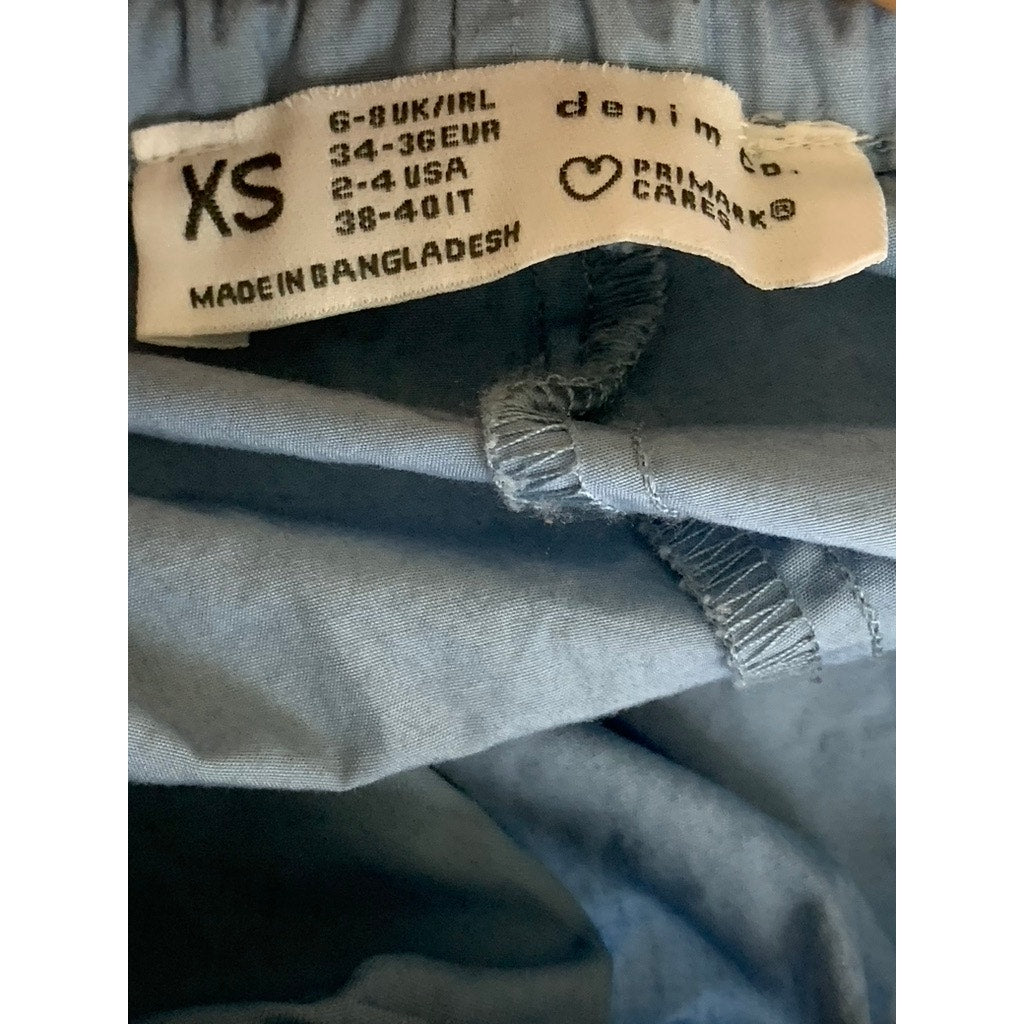 XS
6-8 UK/IRL
34-36 EUR
2-4 USA
38-40 IT
MADE IN BANGLADESH
denim Co.
PRIMARK®
CARES